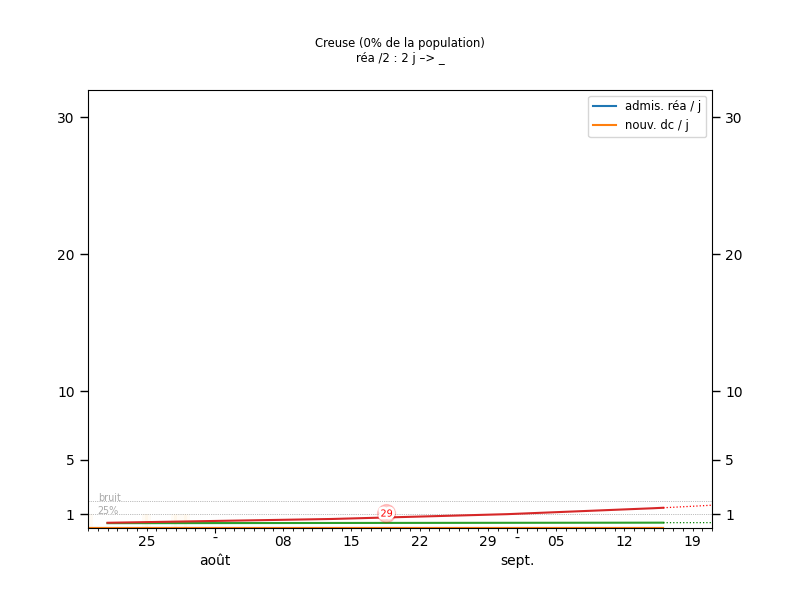 Creuse (0% de la population)
réa /2 : 2 j –> _
admis. réa / j
nouv. dc / j
30 30
20 20
10 10
5 5
bruit
25%
1 29 1
25 - 08 15 22 29 - 05 12 19
août sept.